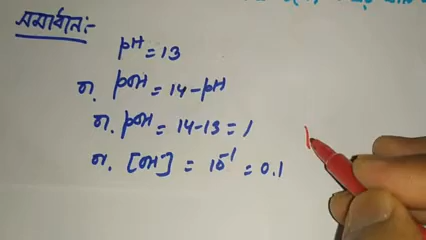 সমাধান:-
pH = 13
বা, pOH = 14 - pH
বা, pOH = 14 - 13 = 1
বা, [OH] = 10⁻¹ = 0.1